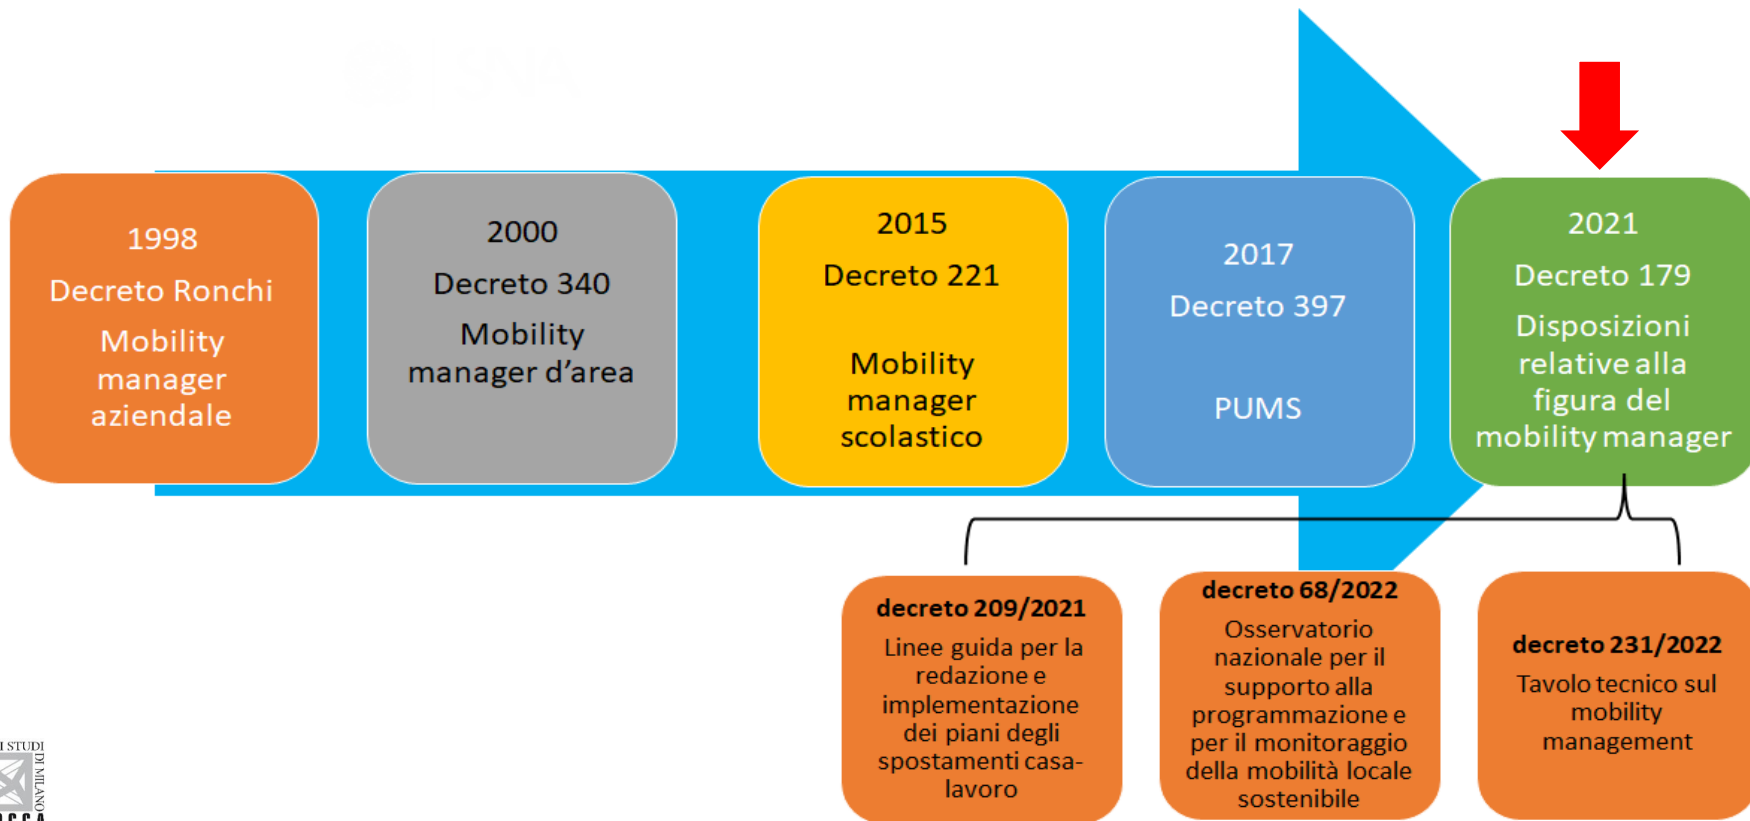 1998
Decreto Ronchi
Mobility
manager
aziendale
2000
Decreto 340
Mobility
manager d'area
2015
Decreto 221
Mobility
manager
scolastico
2017
Decreto 397
PUMS
2021
Decreto 179
Disposizioni
relative alla
figura del
mobility manager
decreto 209/2021
Linee guida per la
redazione e
implementazione
dei piani degli
spostamenti casa-
lavoro
decreto 68/2022
Osservatorio
nazionale per il
supporto alla
programmazione e
per il monitoraggio
della mobilità locale
sostenibile
decreto 231/2022
Tavolo tecnico sul
mobility
management
I STUDI
DI MILANO